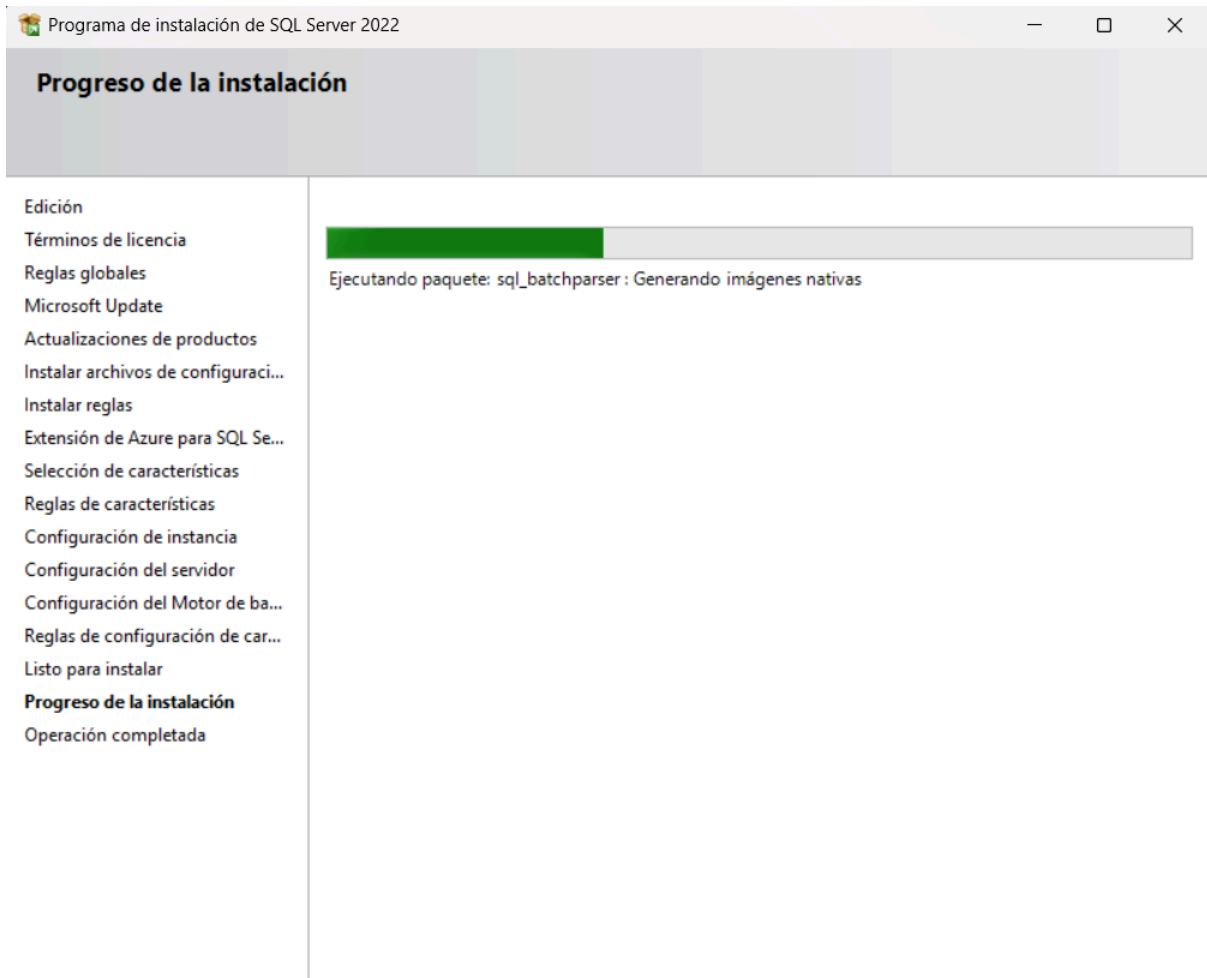 Programa de instalación de SQL Server 2022
Progreso de la instalación
Edición
Términos de licencia
Reglas globales
Microsoft Update
Actualizaciones de productos
Instalar archivos de configuraci...
Instalar reglas
Extensión de Azure para SQL Se...
Selección de características
Reglas de características
Configuración de instancia
Configuración del servidor
Configuración del Motor de ba...
Reglas de configuración de car...
Listo para instalar
Progreso de la instalación
Operación completada
Ejecutando paquete: sql_batchparser : Generando imágenes nativas